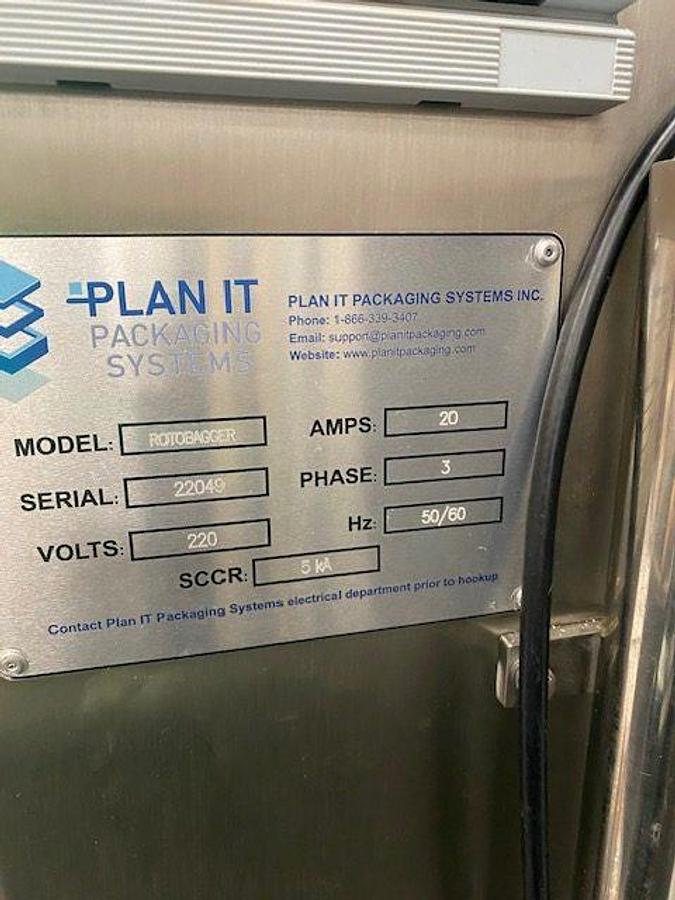 PLAN IT
PACKAGING
SYSTEMS
PLAN IT PACKAGING SYSTEMS INC.
Phone: 1-866-339-3407
Email: support@planitpackaging.com
Website: www.planitpackaging.com
MODEL: ROTOBAGGER
SERIAL: 22049
VOLTS: 220
AMPS: 20
PHASE: 3
Hz: 50/60
SCCR: 5 kA
Contact Plan IT Packaging Systems electrical department prior to hookup